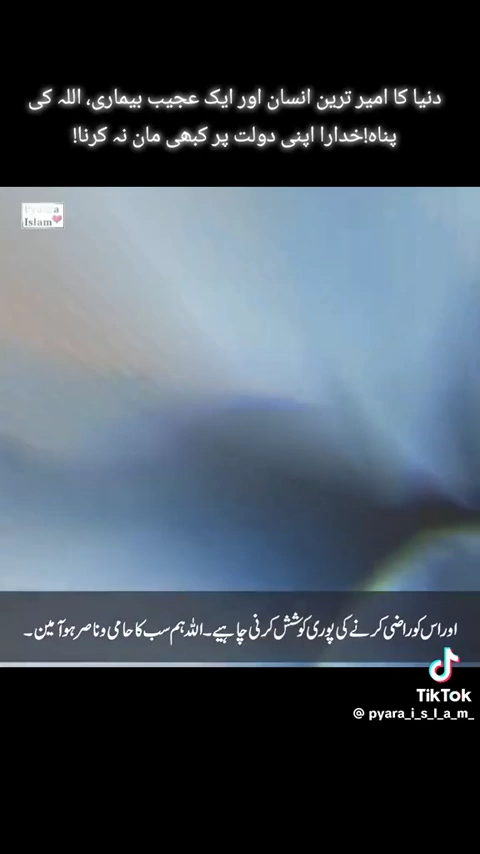 دنیا کا امیر ترین انسان اور ایک عجیب بیماری، اللہ کی
پناہ!خدارا اپنی دولت پر کبھی مان نہ کرنا!
Pyaara
Islam
اور اس کو راضی کرنے کی پوری کوشش کرنی چاہیے۔ اللہ ہم سب کا حامی و ناصر ہو آمین ۔
TikTok
@ pyara_i_s_l_a_m_